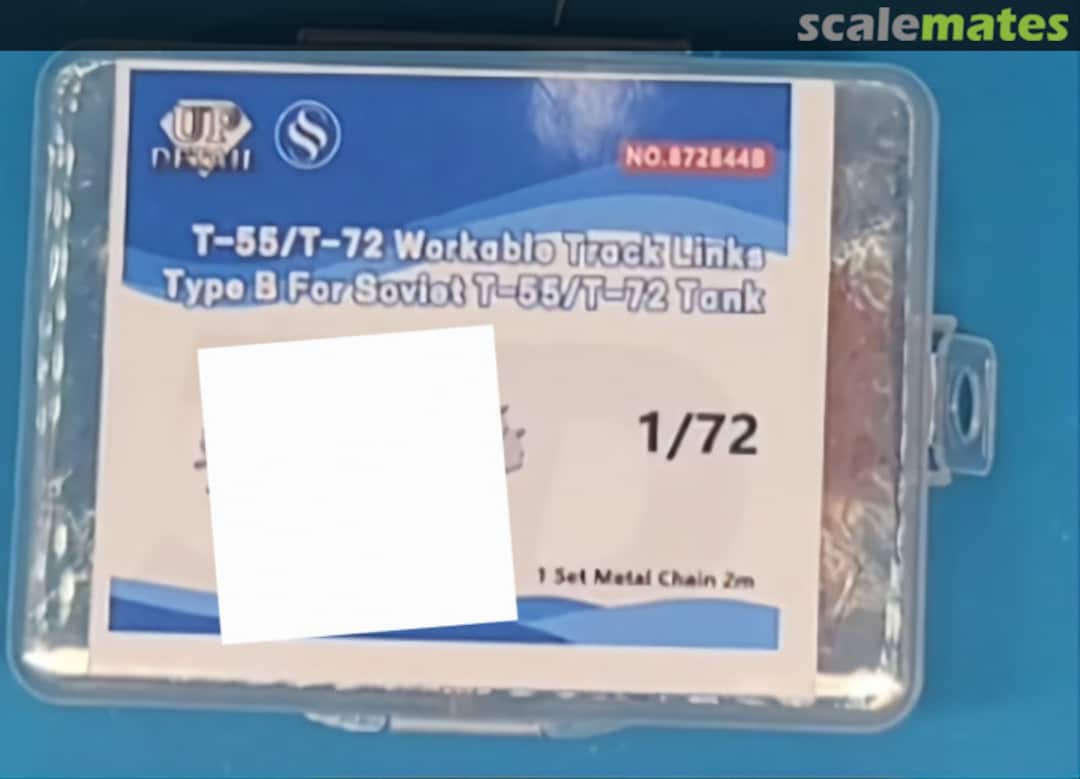 scalemates
UP
DETAIL
NO.872844B
T-55/T-72 Workable Track Links
Type B For Soviet T-55/T-72 Tank
1/72
1 Set Metal Chain 2m